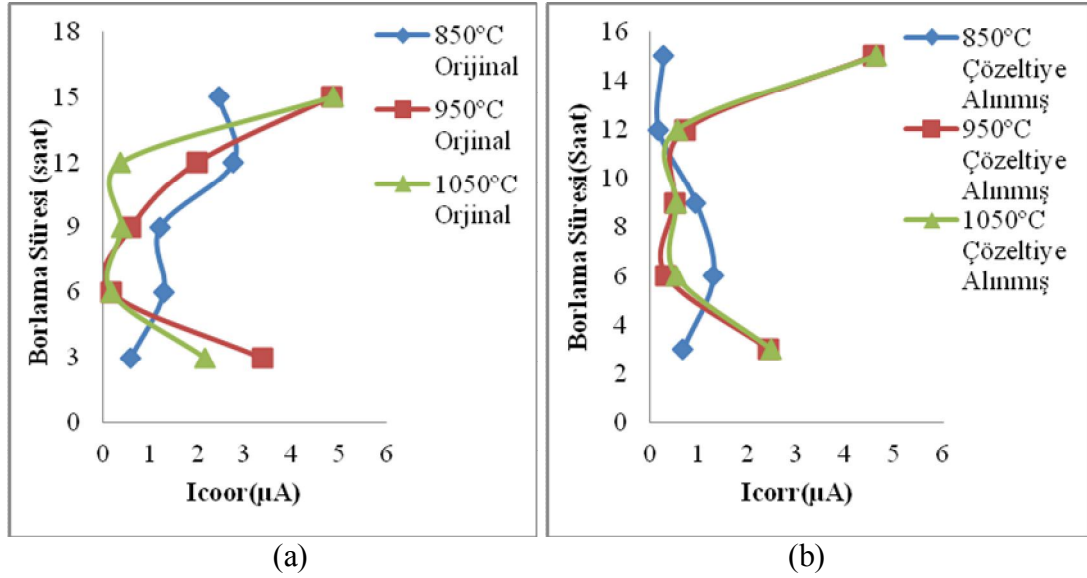 18
15
12
9
6
3
0
0 1 2 3 4 5 6
Borlama Süresi (saat)
Icoor(µA)
850°C
Orijinal
950°C
Orjinal
1050°C
Orjinal
(a)
16
14
12
10
8
6
4
2
0
0 1 2 3 4 5 6
Borlama Süresi(Saat)
Icorr(µA)
850°C
Çözeltiye
Alınmış
950°C
Çözeltiye
Alınmış
1050°C
Çözeltiye
Alınmış
(b)